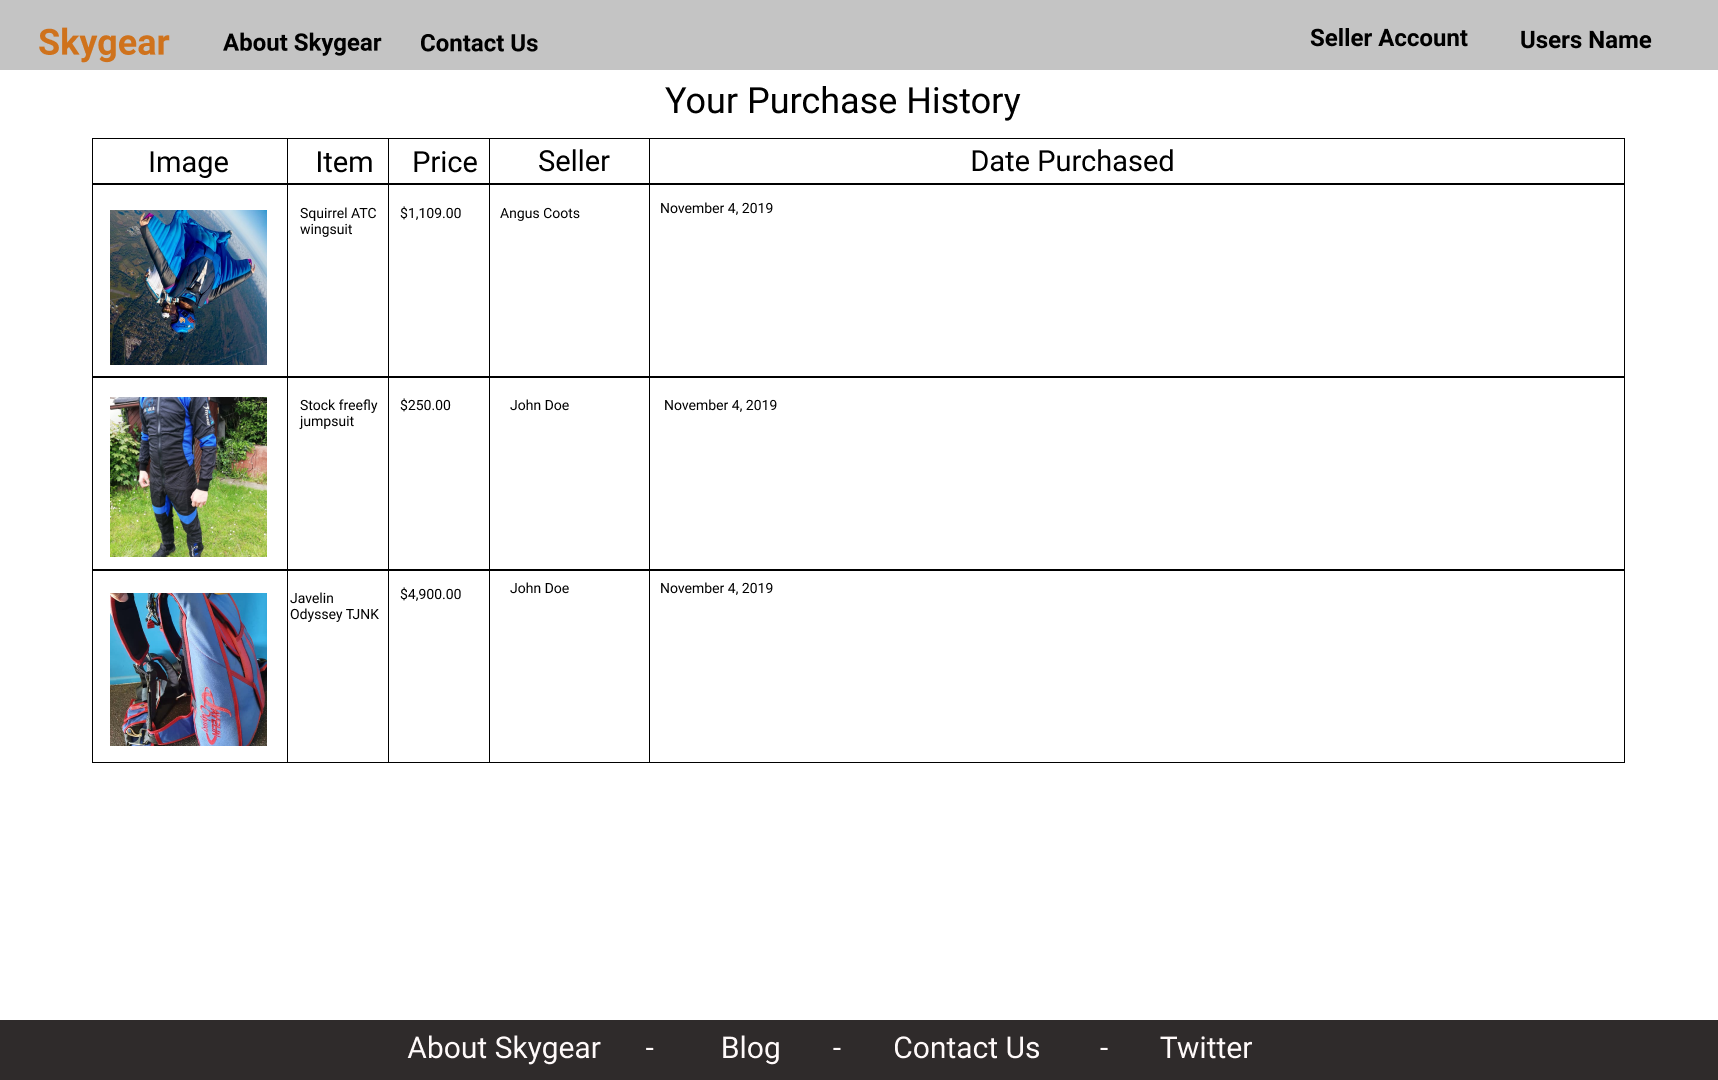 Skygear About Skygear Contact Us Seller Account Users Name
Your Purchase History
Image Item Price Seller Date Purchased
Squirrel ATC $1,109.00 Angus Coots November 4, 2019
wingsuit
Stock freefly $250.00 John Doe November 4, 2019
jumpsuit
Javelin $4,900.00 John Doe November 4, 2019
Odyssey TJNK
About Skygear - Blog - Contact Us - Twitter